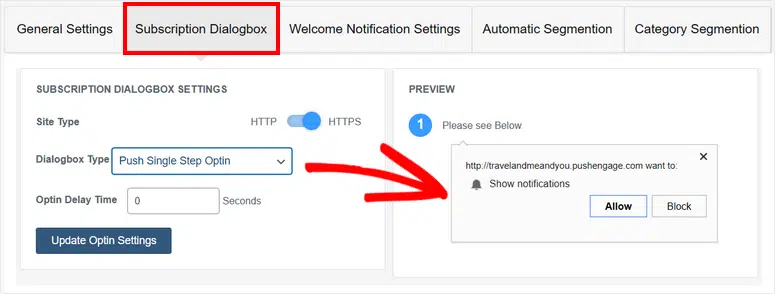 General Settings
Subscription Dialogbox
Welcome Notification Settings
Automatic Segmention
Category Segmention
SUBSCRIPTION DIALOGBOX SETTINGS
Site Type
HTTP
HTTPS
Dialogbox Type
Push Single Step Optin
Optin Delay Time
0
Seconds
Update Optin Settings
PREVIEW
1
Please see Below
http://travelandmeandyou.pushengage.com want to:
Show notifications
Allow
Block